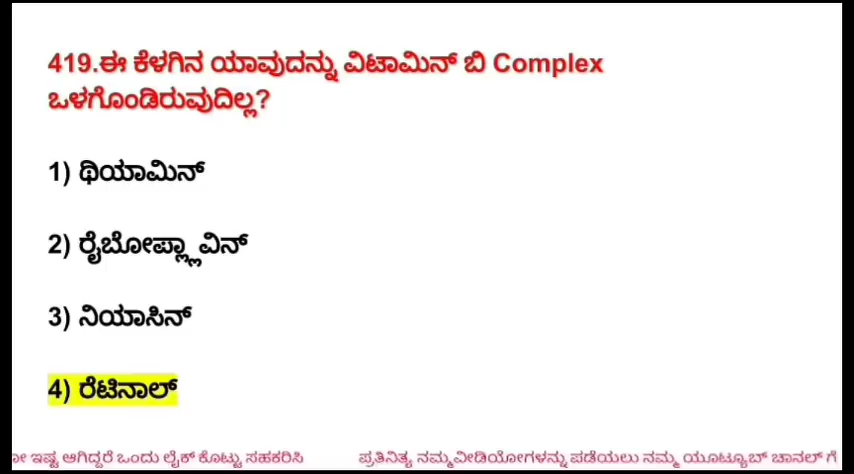 419.ಈ ಕೆಳಗಿನ ಯಾವುದನ್ನು ವಿಟಾಮಿನ್ ಬಿ Complex
ಒಳಗೊಂಡಿರುವುದಿಲ್ಲ?
1) ಥಿಯಾಮಿನ್
2) ರೈಬೋಪ್ಲ್ಲಾವಿನ್
3) ನಿಯಾಸಿನ್
4) ರೆಟಿನಾಲ್
ಇಷ್ಟ ಆಗಿದ್ದರೆ ಒಂದು ಲೈಕ್ ಕೊಟ್ಟು ಸಹಕರಿಸಿ ಪ್ರತಿನಿತ್ಯ ನಮ್ಮವೀಡಿಯೋಗಳನ್ನು ಪಡೆಯಲು ನಮ್ಮ ಯೂಟ್ಯೂಬ್ ಚಾನಲ್ ಗೆ